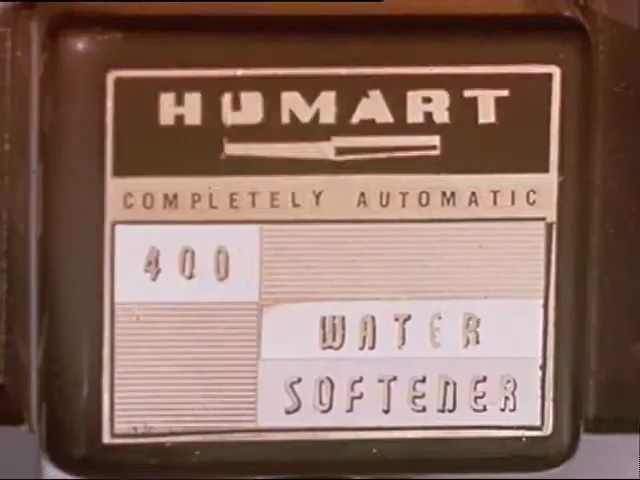 HUMART
COMPLETELY AUTOMATIC
400
WATER
SOFTENER